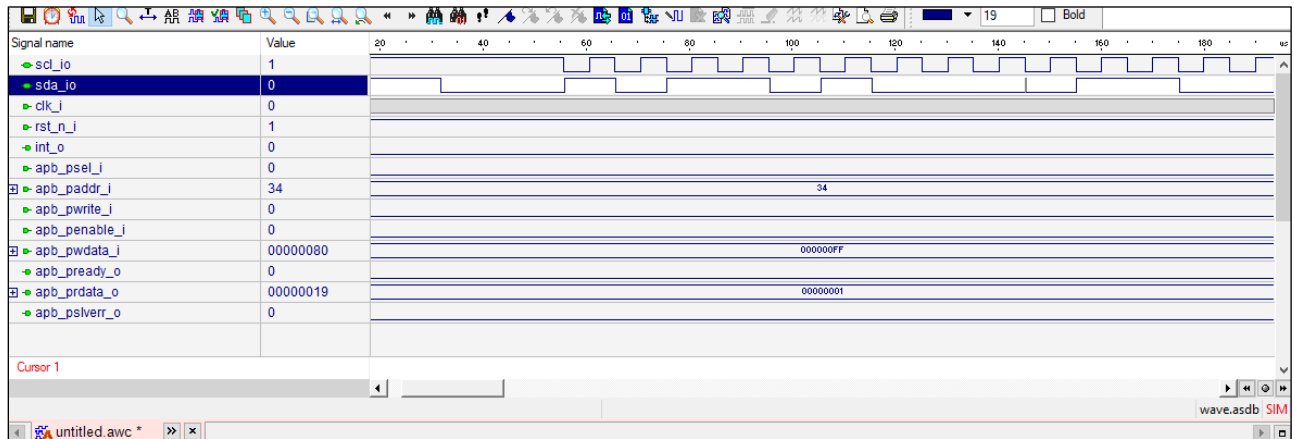 19 Bold
Signal name Value 20 40 60 80 100 120 140 160 180 us
scl_io 1
sda_io 0
clk_i 0
rst_n_i 1
int_o 0
apb_psel_i 0
apb_paddr_i 34 34
apb_pwrite_i 0
apb_penable_i 0
apb_pwdata_i 00000080 000000FF
apb_pready_o 0
apb_prdata_o 00000019 00000001
apb_pslverr_o 0
Cursor 1
wave.asdb SIM
untitled.awc *